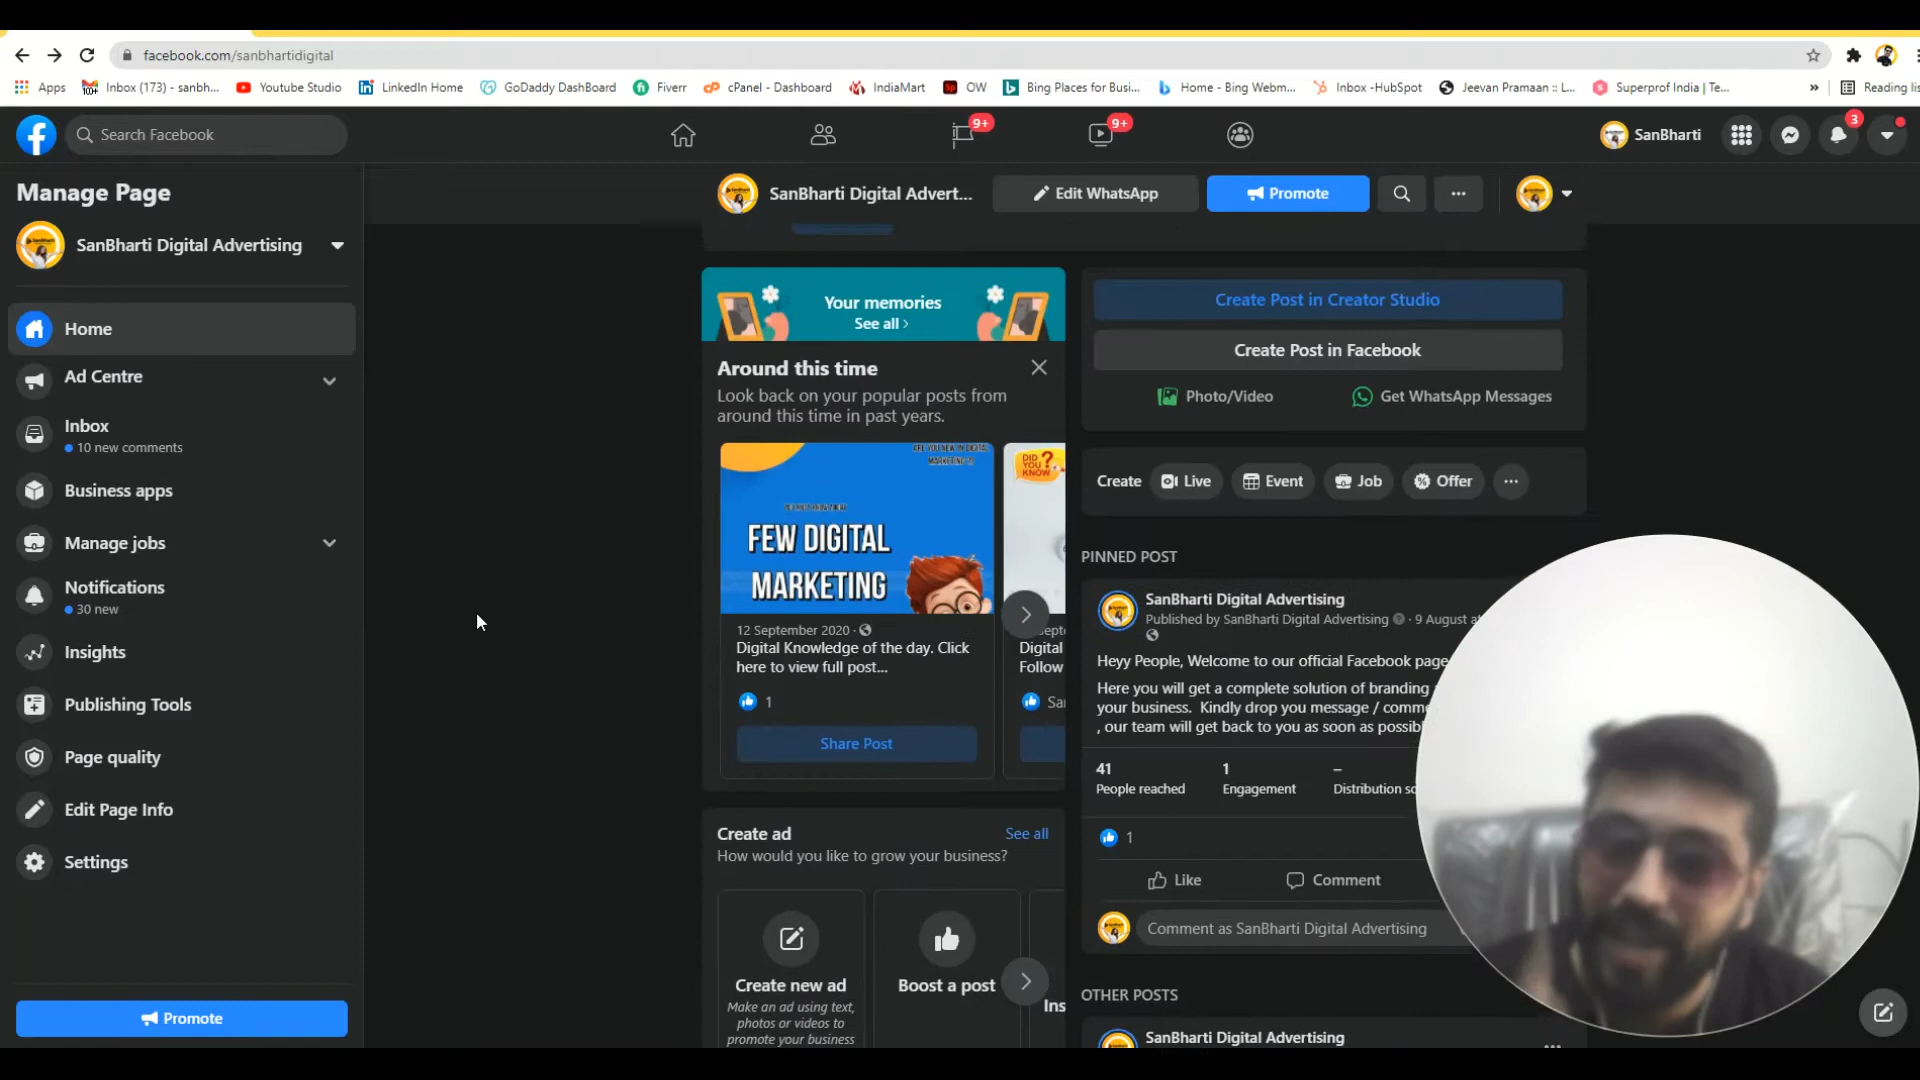 facebook.com/sanbhartidigital
Apps
100+
Inbox (173) - sanbh...
Youtube Studio
LinkedIn Home
GoDaddy DashBoard
Fiverr
cPanel - Dashboard
IndiaMart
OW
Bing Places for Busi...
Home - Bing Webm...
Inbox -HubSpot
Jeevan Pramaan :: L...
Superprof India | Te...
»
Reading lis
Search Facebook
9+
9+
SanBharti
3
Manage Page
SanBharti Digital Advertising
Home
Ad Centre
Inbox
10 new comments
Business apps
Manage jobs
Notifications
30 new
Insights
Publishing Tools
Page quality
Edit Page Info
Settings
Promote
SanBharti Digital Advert...
Edit WhatsApp
Promote
Your memories
See all ›
Around this time
Look back on your popular posts from
around this time in past years.
ARE YOU NEW IN DIGITAL
MARKETING ??
FEW DIGITAL
MARKETING
12 September 2020 ·
Digital Knowledge of the day. Click
here to view full post...
1
Share Post
DID
YOU
KNOW
?
Digital
Follow
Create ad
See all
How would you like to grow your business?
Create new ad
Make an ad using text,
photos or videos to
promote your business
Boost a post
Create Post in Creator Studio
Create Post in Facebook
Photo/Video
Get WhatsApp Messages
Create
Live
Event
Job
Offer
PINNED POST
SanBharti Digital Advertising
Published by SanBharti Digital Advertising · 9 August at
Heyy People, Welcome to our official Facebook page
Here you will get a complete solution of branding
your business. Kindly drop you message / comme
, our team will get back to you as soon as possib
41
People reached
1
Engagement
–
Distribution sc
1
Like
Comment
Comment as SanBharti Digital Advertising
OTHER POSTS
SanBharti Digital Advertising